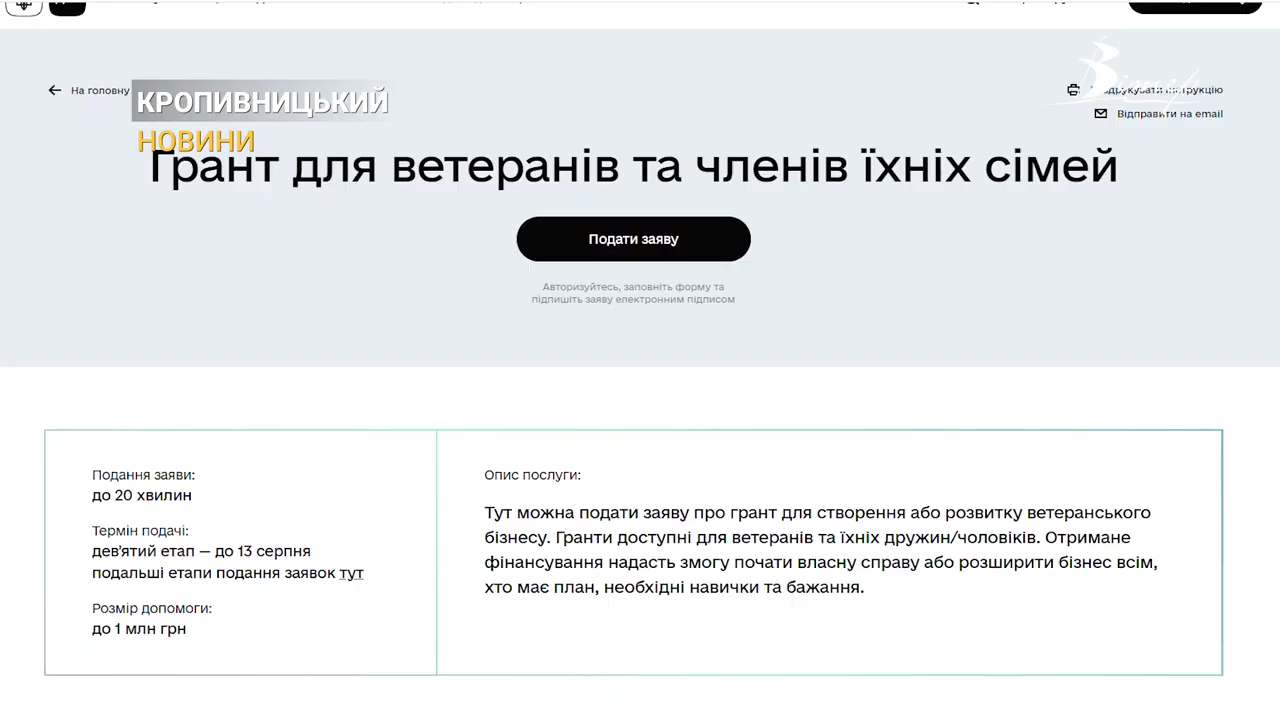 На головну
КРОПИВНИЦЬКИЙ
НОВИНИ
Вітер
інструкцію
Відправити на email
Грант для ветеранів та членів їхніх сімей
Подати заяву
Авторизуйтесь, заповніть форму та
підпишіть заяву електронним підписом
Подання заяви:
до 20 хвилин
Термін подачі:
дев'ятий етап — до 13 серпня
подальші етапи подання заявок тут
Розмір допомоги:
до 1 млн грн
Опис послуги:
Тут можна подати заяву про грант для створення або розвитку ветеранського
бізнесу. Гранти доступні для ветеранів та їхніх дружин/чоловіків. Отримане
фінансування надасть змогу почати власну справу або розширити бізнес всім,
хто має план, необхідні навички та бажання.